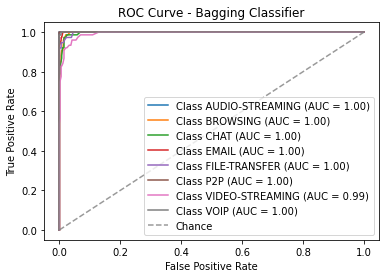 ROC Curve - Bagging Classifier
True Positive Rate
1.0
0.8
0.6
0.4
0.2
0.0
Class AUDIO-STREAMING (AUC = 1.00)
Class BROWSING (AUC = 1.00)
Class CHAT (AUC = 1.00)
Class EMAIL (AUC = 1.00)
Class FILE-TRANSFER (AUC = 1.00)
Class P2P (AUC = 1.00)
Class VIDEO-STREAMING (AUC = 0.99)
Class VOIP (AUC = 1.00)
Chance
0.0 0.2 0.4 0.6 0.8 1.0
False Positive Rate